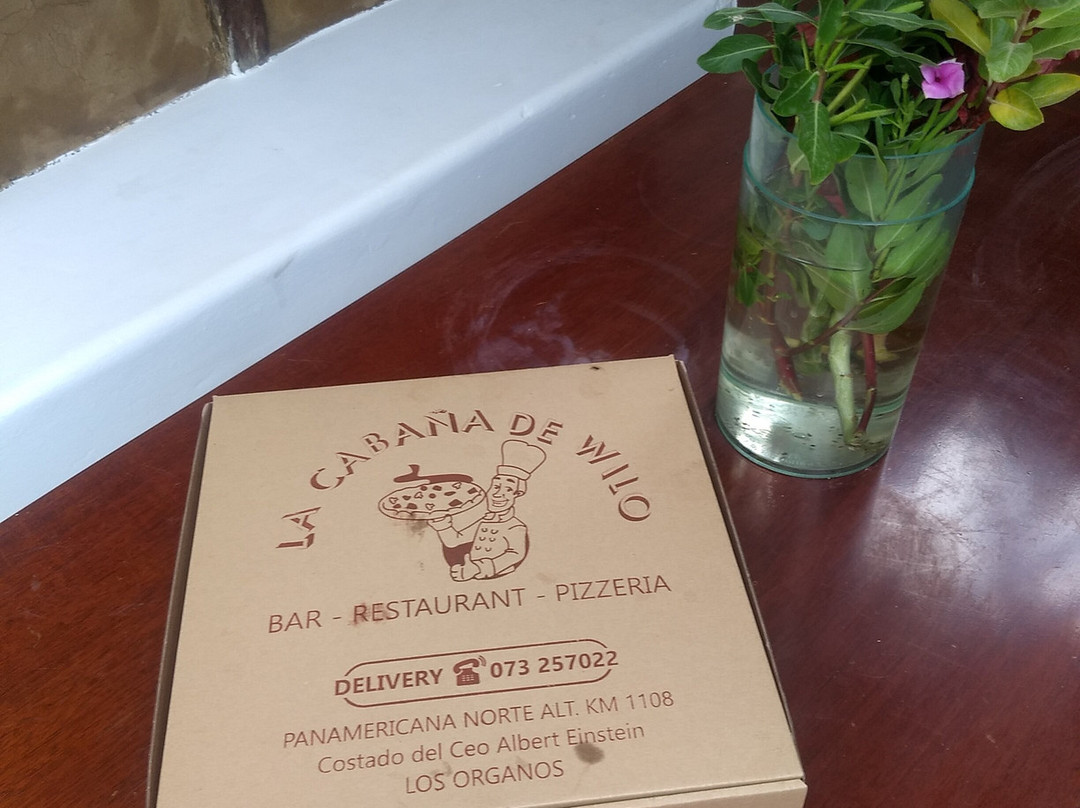 LA CABAÑA DE WILO
BAR - RESTAURANT - PIZZERIA
DELIVERY 073 257022
PANAMERICANA NORTE ALT. KM 1108
Costado del Ceo Albert Einstein
LOS ORGANOS